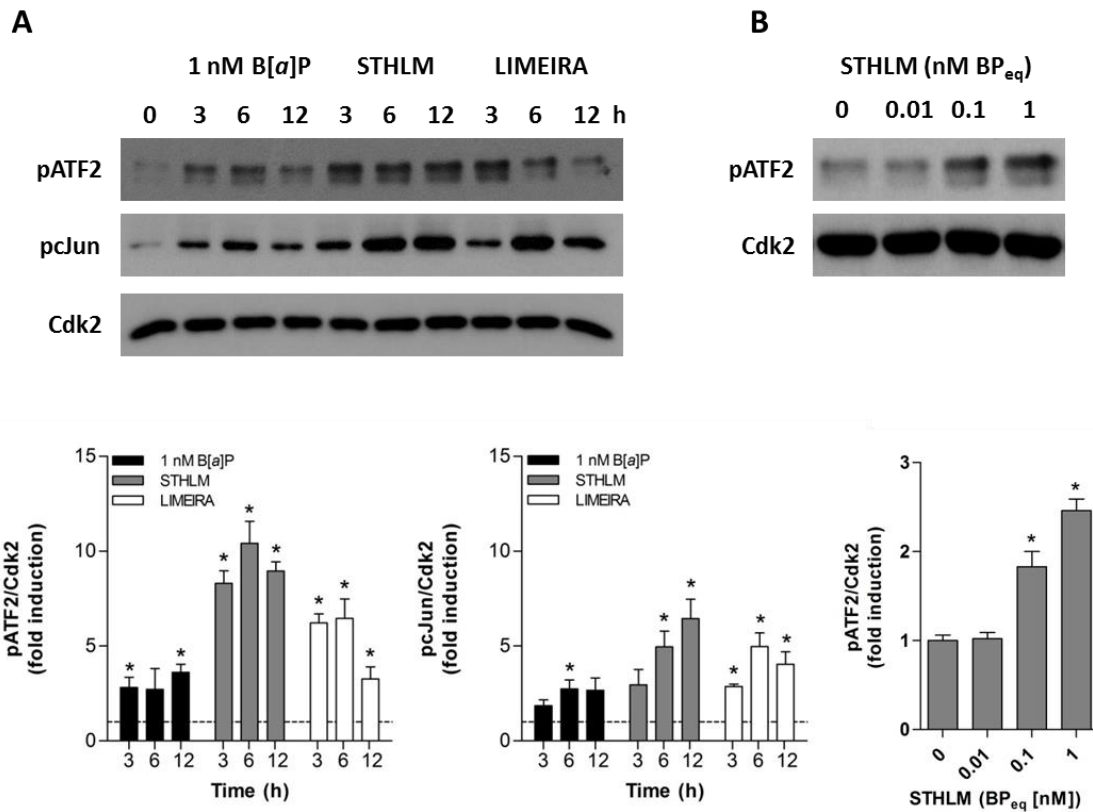 A
1 nM B[a]P STHLM LIMEIRA
0 3 6 12 3 6 12 3 6 12 h
pATF2
pcJun
Cdk2
B
STHLM (nM BPeq)
0 0.01 0.1 1
pATF2
Cdk2
15
10
5
0
pATF2/Cdk2
(fold induction)
1 nM B[a]P
STHLM
LIMEIRA
* * * * * * * *
3 6 12 3 6 12 3 6 12
Time (h)
15
10
5
0
pcJun/Cdk2
(fold induction)
1 nM B[a]P
STHLM
LIMEIRA
* * * * * *
3 6 12 3 6 12 3 6 12
Time (h)
3
2
1
0
pATF2/Cdk2
(fold induction)
* *
0 0.01 0.1 1
STHLM (BPeq [nM])